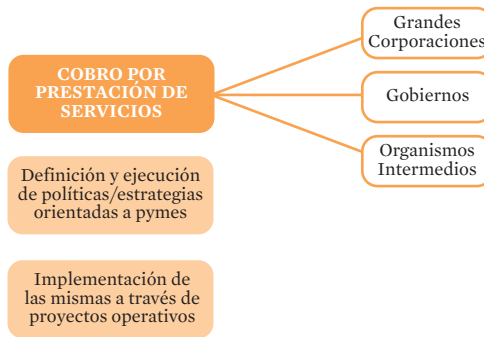 COBRO POR
PRESTACIÓN DE
SERVICIOS
Grandes
Corporaciones
Gobiernos
Organismos
Intermedios
Definición y ejecución
de políticas/estrategias
orientadas a pymes
Implementación de
las mismas a través de
proyectos operativos